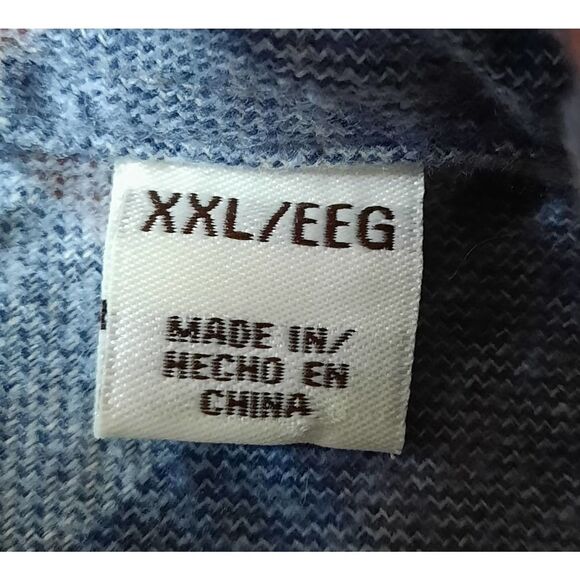 XXL/EEG
MADE IN/
HECHO EN
CHINA